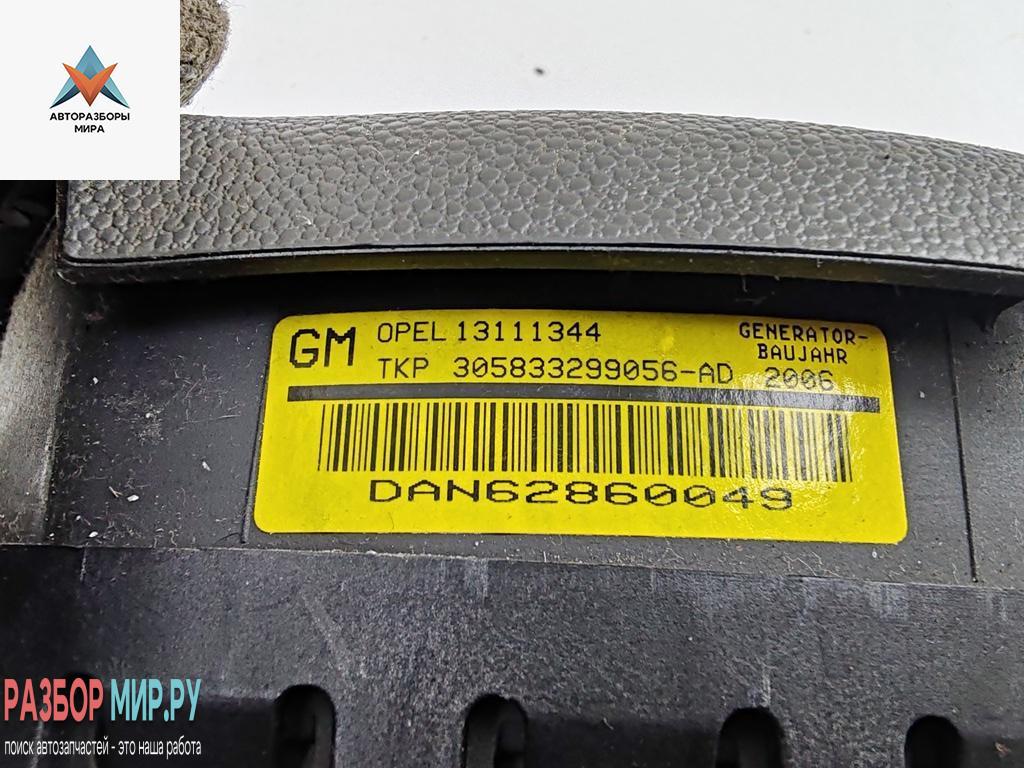 АВТОРАЗБОРЫ
МИРА
GM OPEL 13111344
TKP 305833299056-AD
GENERATOR-
BAUJAHR
2006
DAN62860049
РАЗБОР МИР.РУ
поиск автозапчастей - это наша работа